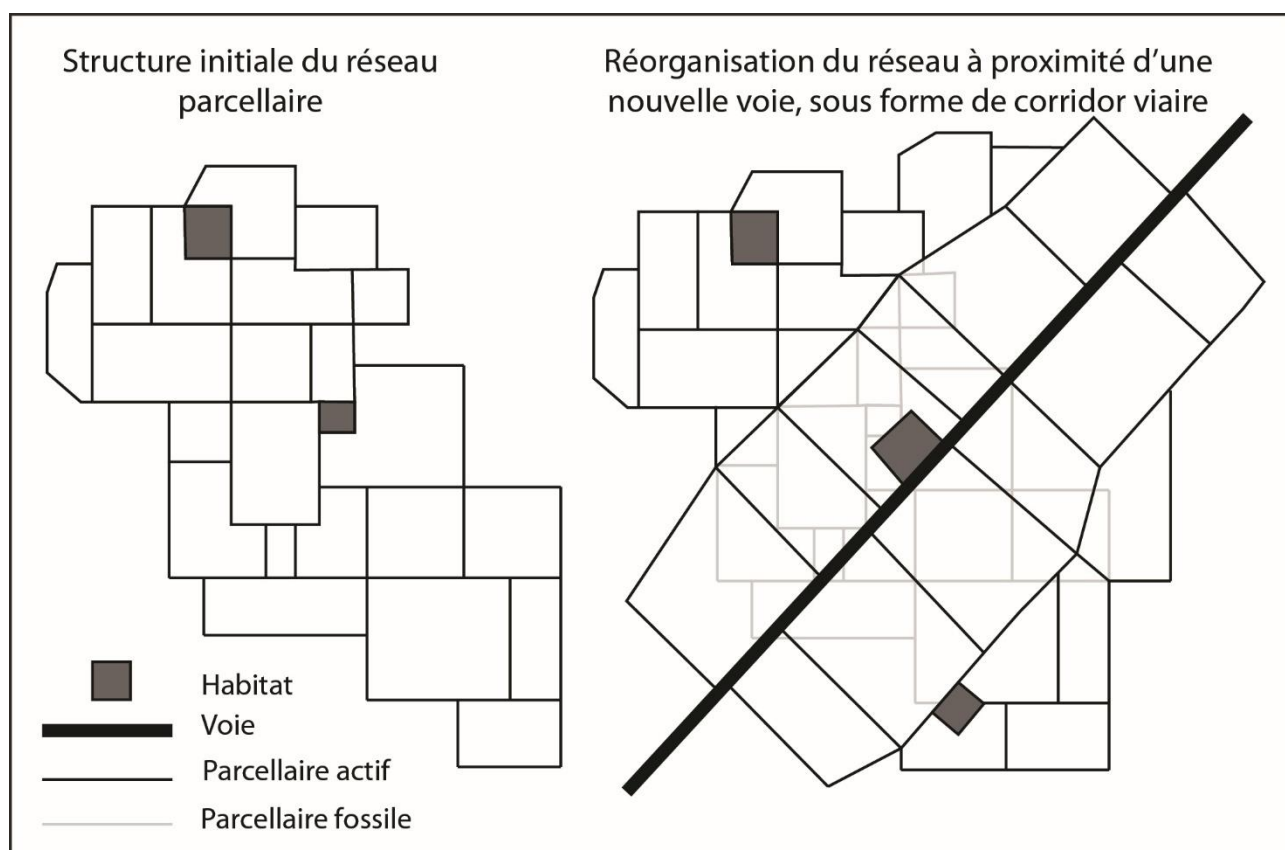 Structure initiale du réseau
parcellaire
Réorganisation du réseau à proximité d'une
nouvelle voie, sous forme de corridor viaire
Habitat
Voie
Parcellaire actif
Parcellaire fossile